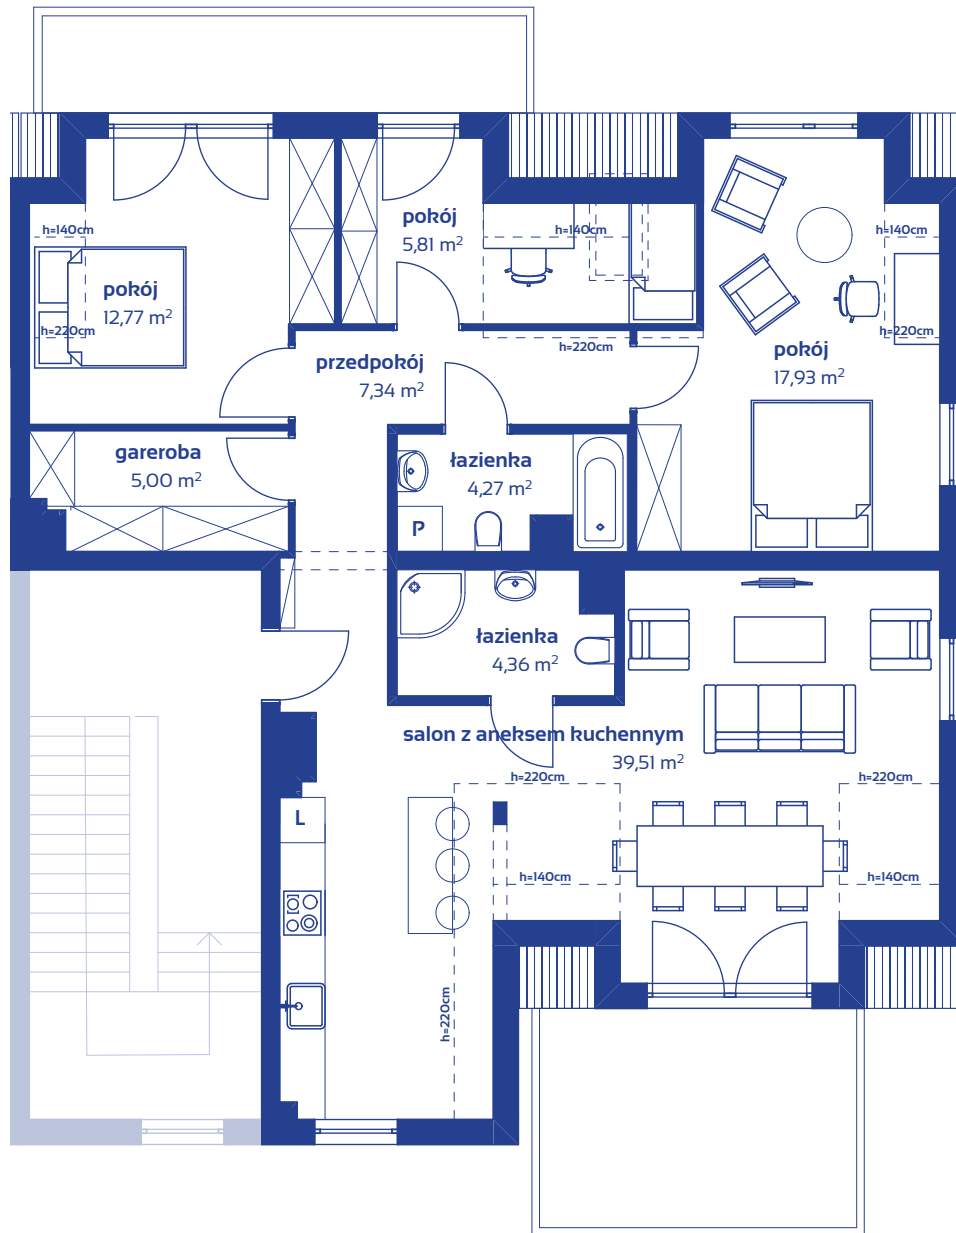 pokój
5,81 m²
h=140cm
h=140cm
h=140cm
pokój
12,77 m²
h=220cm
h=220cm
h=220cm
pokój
17,93 m²
przedpokój
7,34 m²
gareroba
5,00 m²
łazienka
4,27 m²
P
łazienka
4,36 m²
salon z aneksem kuchennym
39,51 m²
h=220cm
h=220cm
L
h=140cm
h=140cm
h=220cm